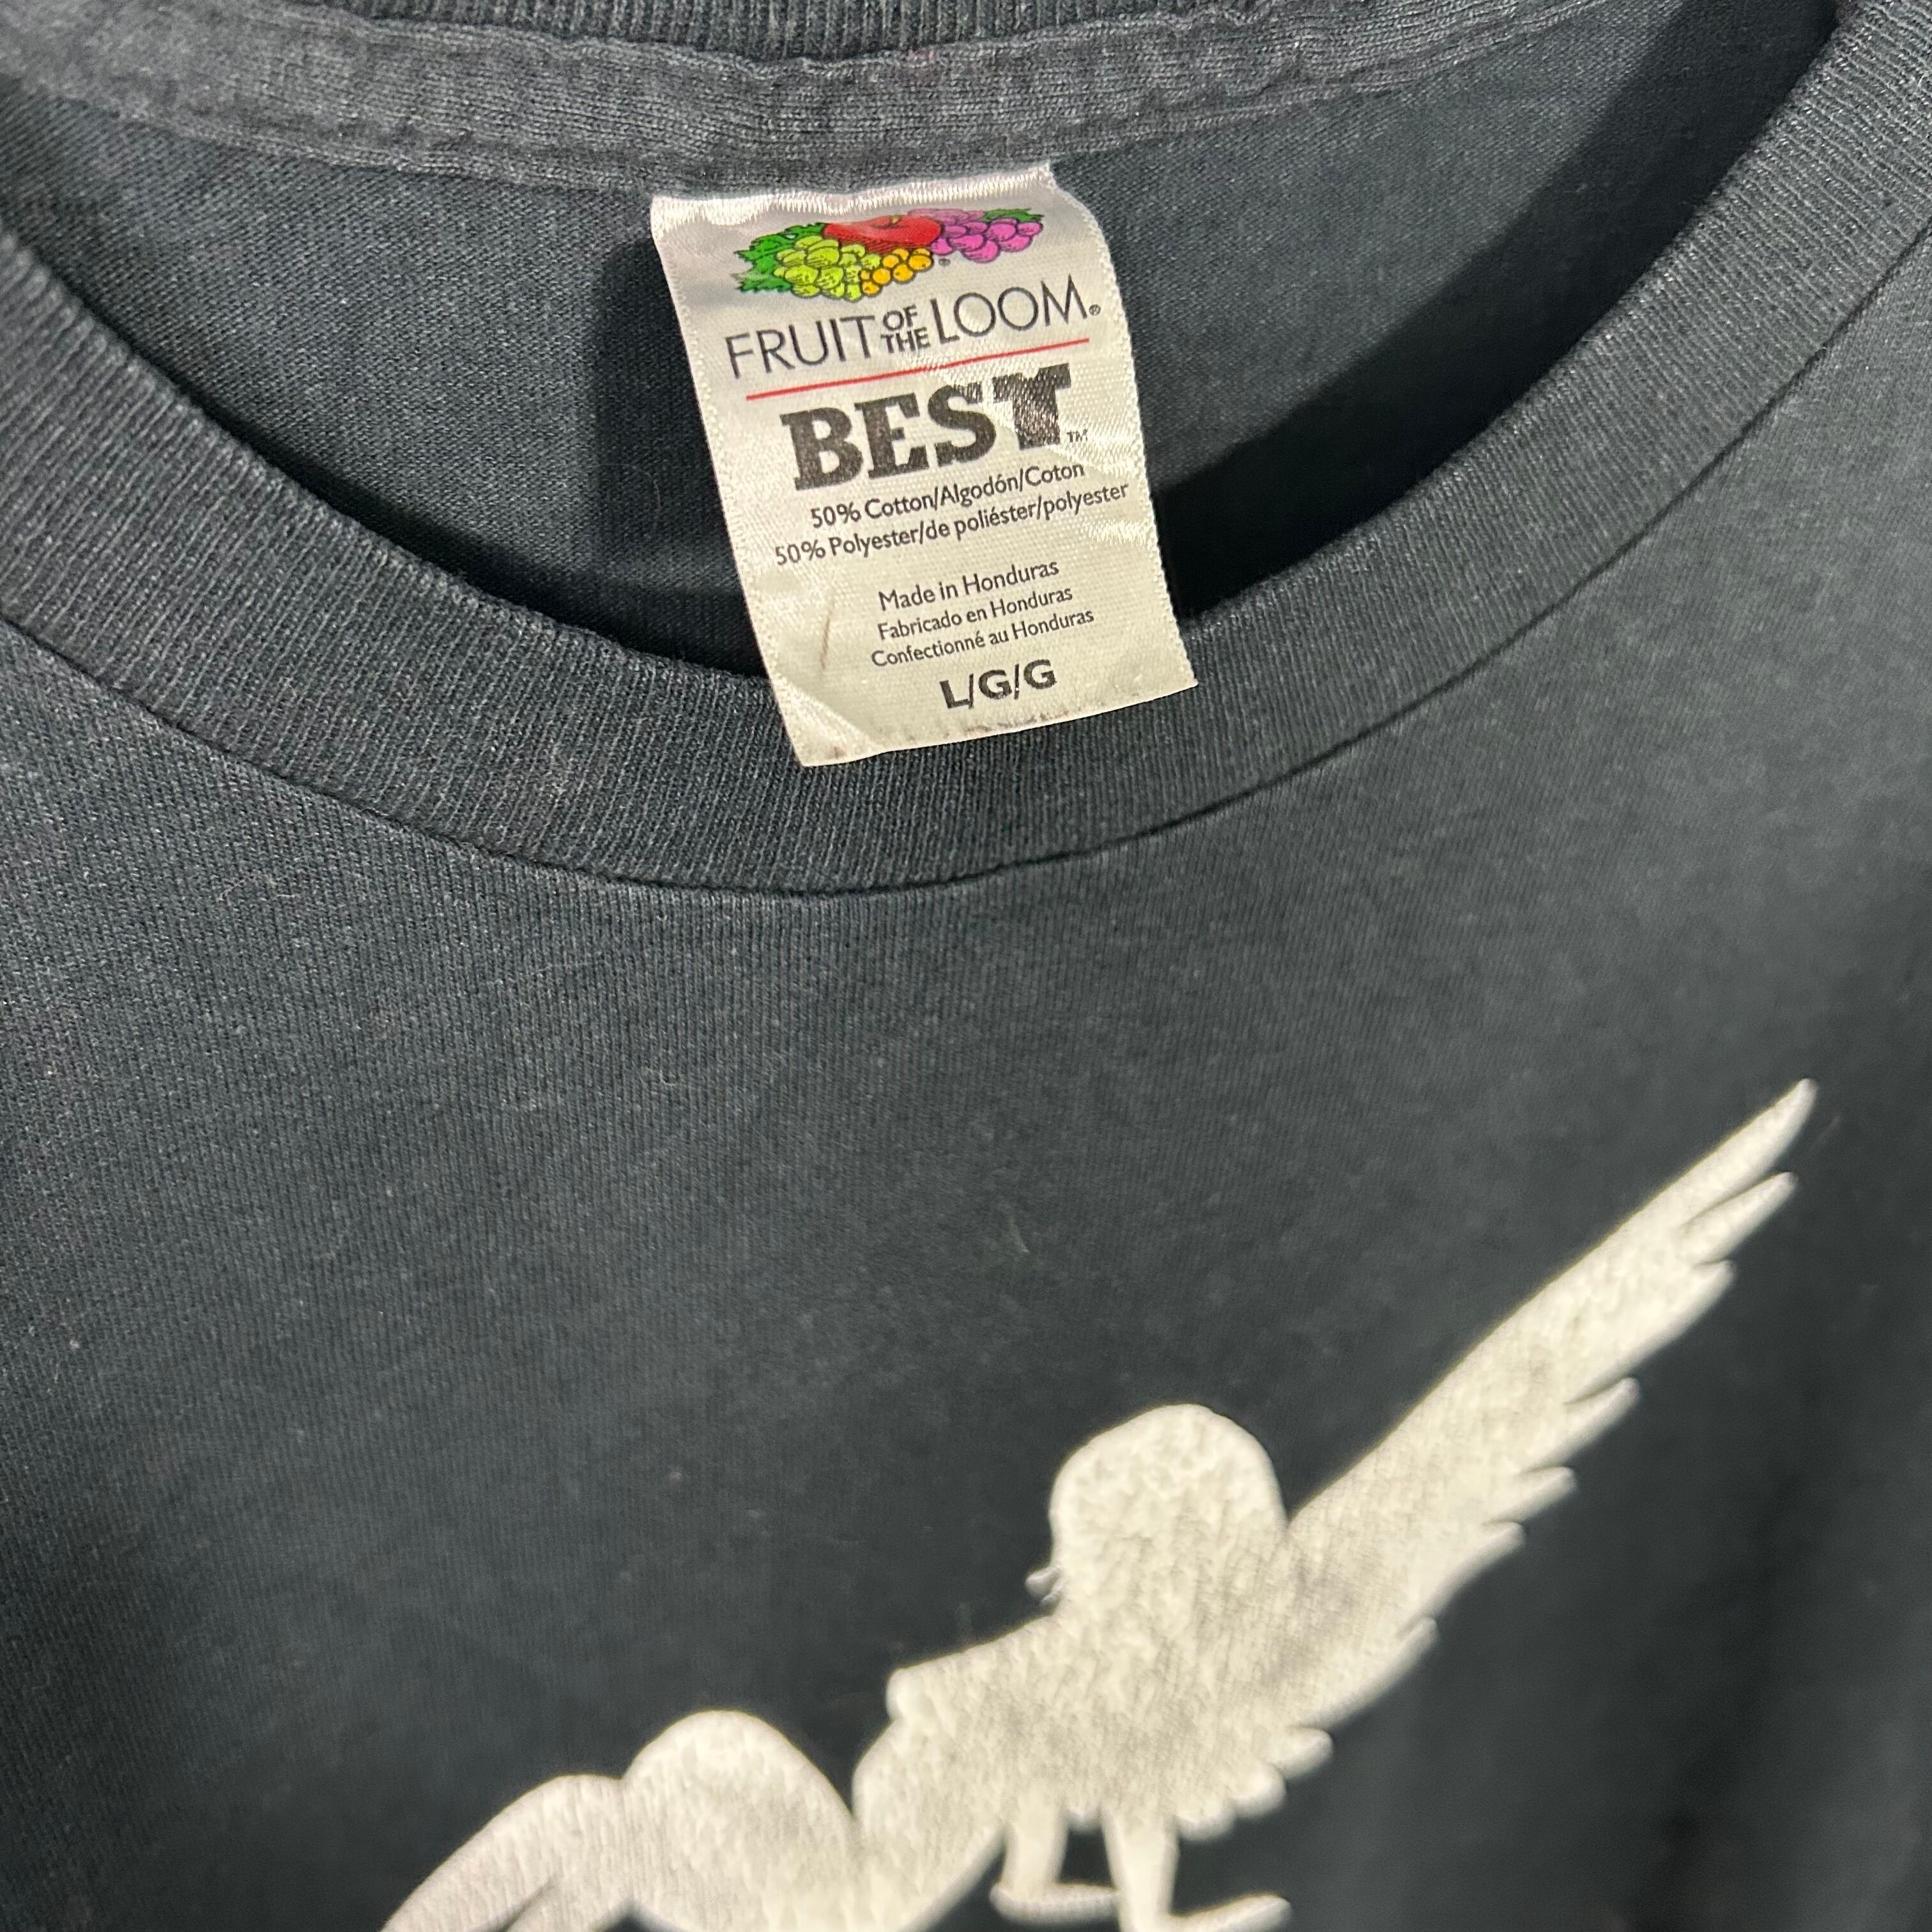 FRUIT OF THE LOOM®
BEST™
50% Cotton/Algodón/Coton
50% Polyester/de poliéster/polyester
Made in Honduras
Fabricado en Honduras
Confectionné au Honduras
L/G/G